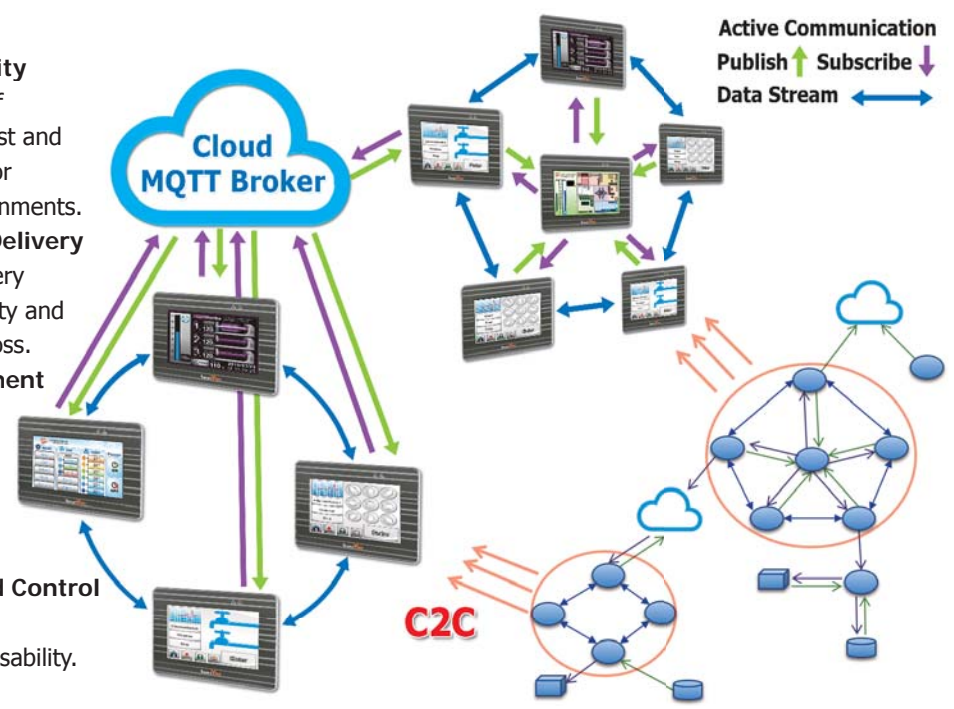 ity
f
st and
or
nments.
Delivery
ery
ty and
oss.
ment
l Control
sability.
Cloud
MQTT Broker
Active Communication
Publish Subscribe
Data Stream
C2C